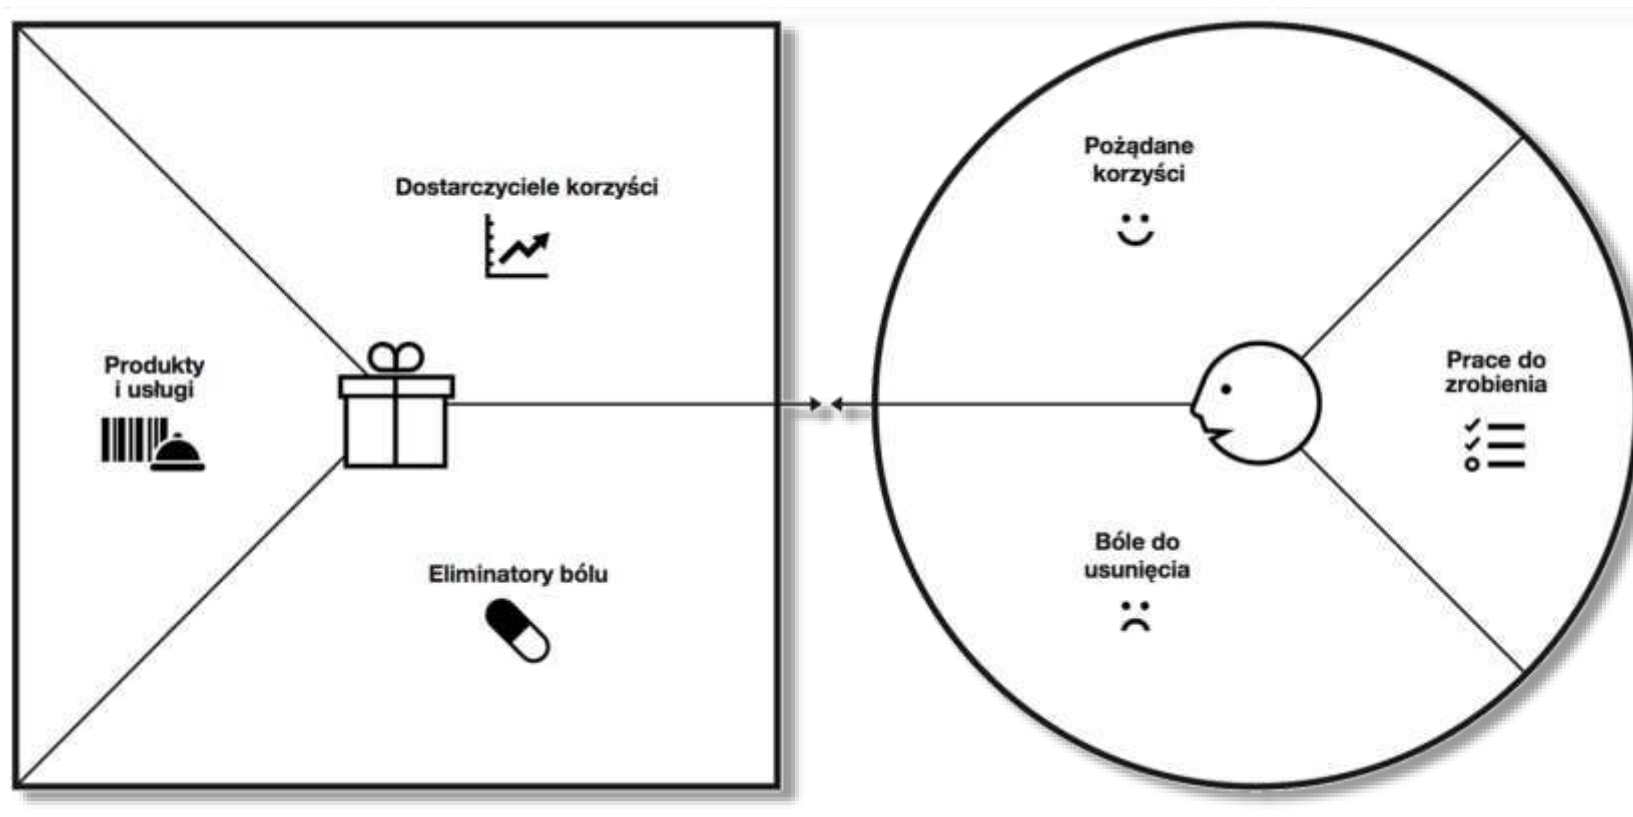 Dostarczyciele korzyści
Produkty
i usługi
Eliminatory bólu
Pożądane
korzyści
Prace do
zrobienia
Bóle do
usunięcia